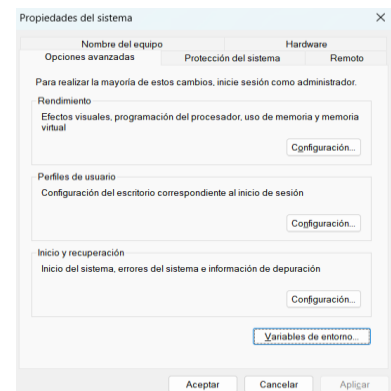 Propiedades del sistema
Nombre del equipo
Hardware
Opciones avanzadas
Protección del sistema
Remoto
Para realizar la mayoría de estos cambios, inicie sesión como administrador.
Rendimiento
Efectos visuales, programación del procesador, uso de memoria y memoria
virtual
Configuración...
Perfiles de usuario
Configuración del escritorio correspondiente al inicio de sesión
Configuración...
Inicio y recuperación
Inicio del sistema, errores del sistema e información de depuración
Configuración...
Variables de entorno...
Aceptar
Cancelar
Aplicar